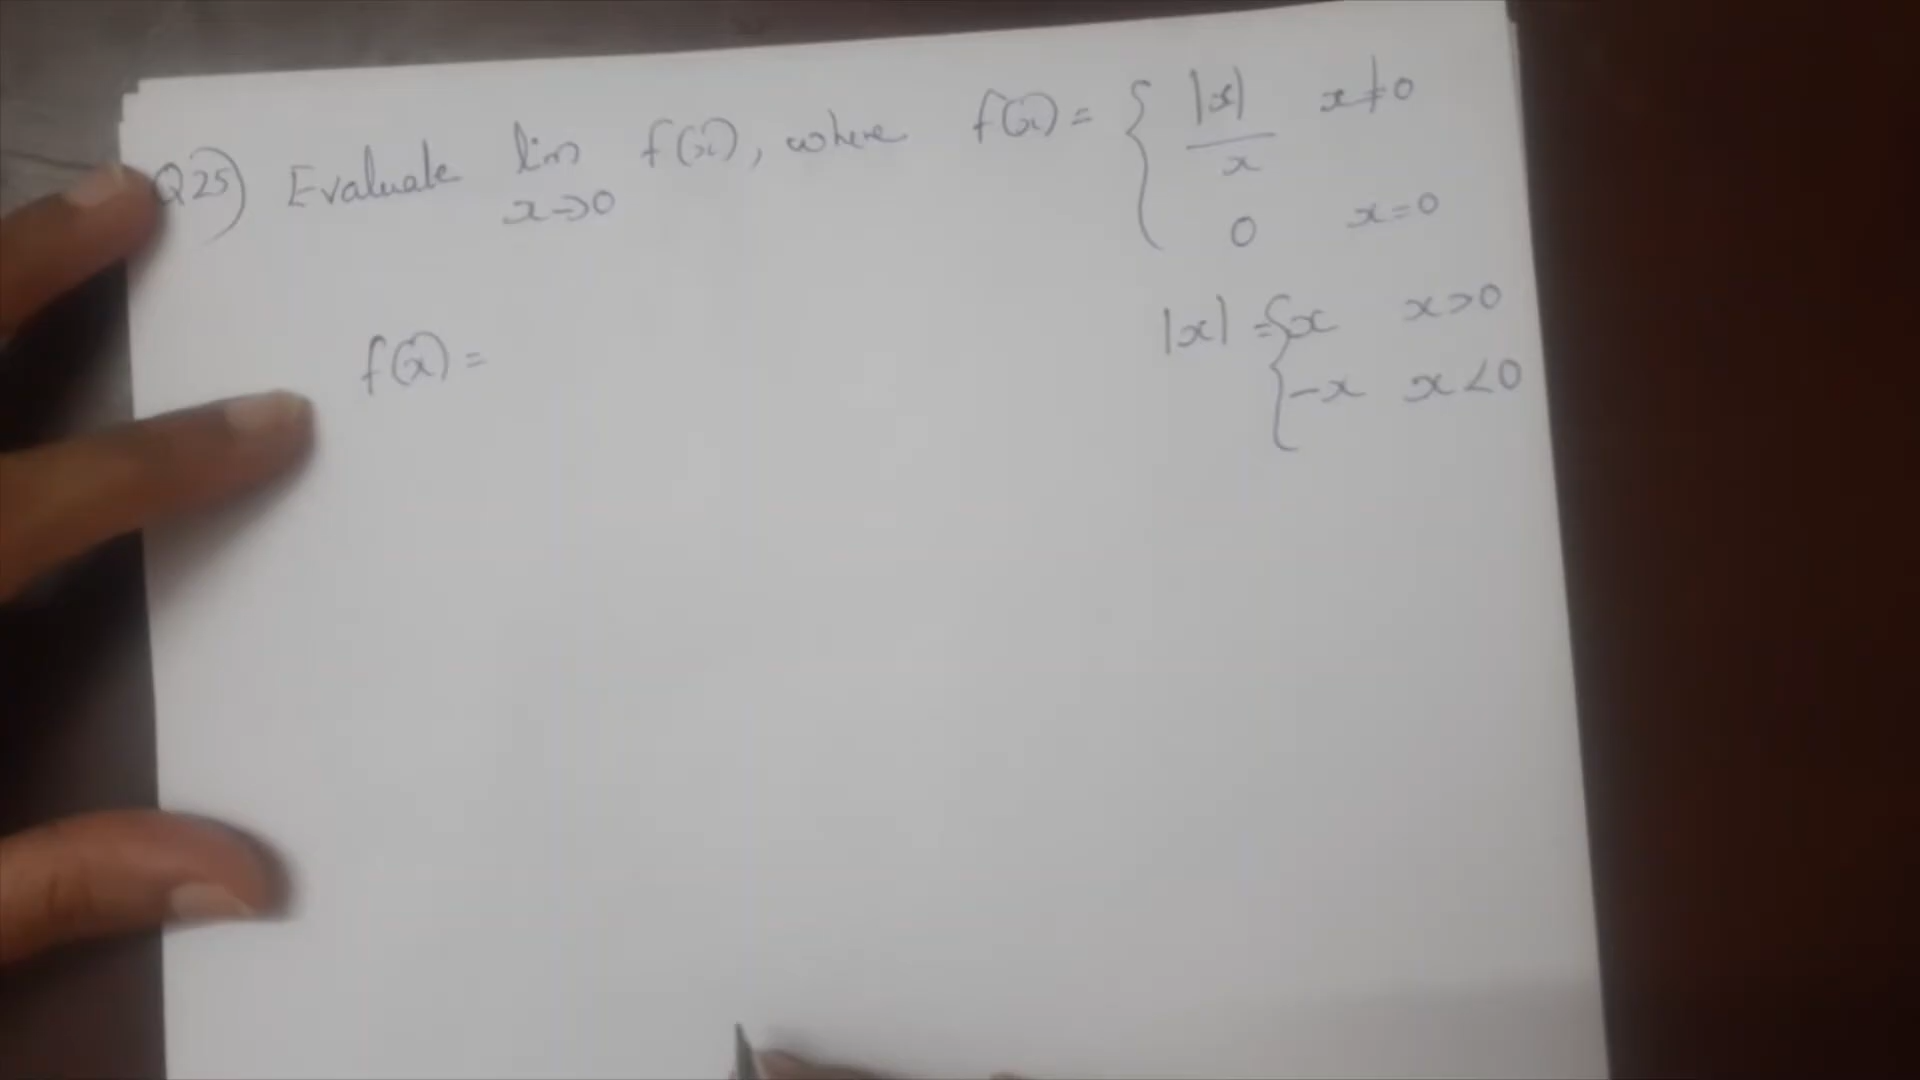 Q25) Evaluate lim f(x), where f(x) = { |x| x≠0
x→0 x
0 x=0
|x| = { x x>0
f(x) =
-x x<0